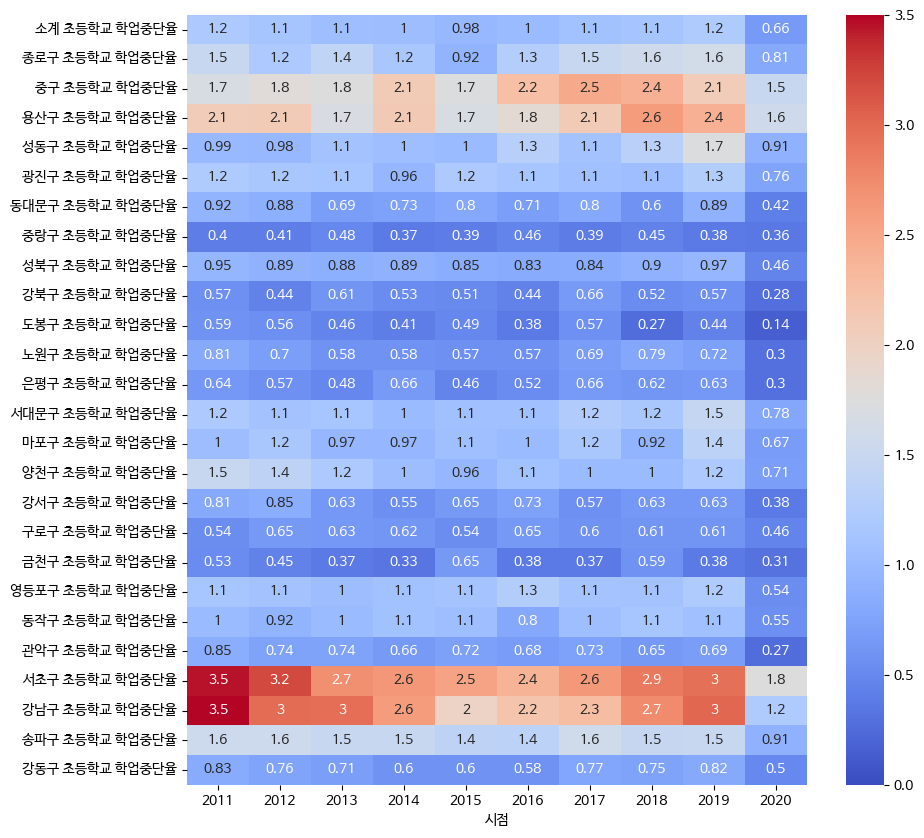 소계 초등학교 학업중단율 1.2 1.1 1.1 1 0.98 1 1.1 1.1 1.2 0.66
종로구 초등학교 학업중단율 1.5 1.2 1.4 1.2 0.92 1.3 1.5 1.6 1.6 0.81
중구 초등학교 학업중단율 1.7 1.8 1.8 2.1 1.7 2.2 2.5 2.4 2.1 1.5
용산구 초등학교 학업중단율 2.1 2.1 1.7 2.1 1.7 1.8 2.1 2.6 2.4 1.6
성동구 초등학교 학업중단율 0.99 0.98 1.1 1 1 1.3 1.1 1.3 1.7 0.91
광진구 초등학교 학업중단율 1.2 1.2 1.1 0.96 1.2 1.1 1.1 1.1 1.3 0.76
동대문구 초등학교 학업중단율 0.92 0.88 0.69 0.73 0.8 0.71 0.8 0.6 0.89 0.42
중랑구 초등학교 학업중단율 0.4 0.41 0.48 0.37 0.39 0.46 0.39 0.45 0.38 0.36
성북구 초등학교 학업중단율 0.95 0.89 0.88 0.89 0.85 0.83 0.84 0.9 0.97 0.46
강북구 초등학교 학업중단율 0.57 0.44 0.61 0.53 0.51 0.44 0.66 0.52 0.57 0.28
도봉구 초등학교 학업중단율 0.59 0.56 0.46 0.41 0.49 0.38 0.57 0.27 0.44 0.14
노원구 초등학교 학업중단율 0.81 0.7 0.58 0.58 0.57 0.57 0.69 0.79 0.72 0.3
은평구 초등학교 학업중단율 0.64 0.57 0.48 0.66 0.46 0.52 0.66 0.62 0.63 0.3
서대문구 초등학교 학업중단율 1.2 1.1 1.1 1 1.1 1.1 1.2 1.2 1.5 0.78
마포구 초등학교 학업중단율 1 1.2 0.97 0.97 1.1 1 1.2 0.92 1.4 0.67
양천구 초등학교 학업중단율 1.5 1.4 1.2 1 0.96 1.1 1 1 1.2 0.71
강서구 초등학교 학업중단율 0.81 0.85 0.63 0.55 0.65 0.73 0.57 0.63 0.63 0.38
구로구 초등학교 학업중단율 0.54 0.65 0.63 0.62 0.54 0.65 0.6 0.61 0.61 0.46
금천구 초등학교 학업중단율 0.53 0.45 0.37 0.33 0.65 0.38 0.37 0.59 0.38 0.31
영등포구 초등학교 학업중단율 1.1 1.1 1 1.1 1.1 1.3 1.1 1.1 1.2 0.54
동작구 초등학교 학업중단율 1 0.92 1 1.1 1.1 0.8 1 1.1 1.1 0.55
관악구 초등학교 학업중단율 0.85 0.74 0.74 0.66 0.72 0.68 0.73 0.65 0.69 0.27
서초구 초등학교 학업중단율 3.5 3.2 2.7 2.6 2.5 2.4 2.6 2.9 3 1.8
강남구 초등학교 학업중단율 3.5 3 3 2.6 2 2.2 2.3 2.7 3 1.2
송파구 초등학교 학업중단율 1.6 1.6 1.5 1.5 1.4 1.4 1.6 1.5 1.5 0.91
강동구 초등학교 학업중단율 0.83 0.76 0.71 0.6 0.6 0.58 0.77 0.75 0.82 0.5
2011 2012 2013 2014 2015 2016 2017 2018 2019 2020
시점
3.5
3.0
2.5
2.0
1.5
1.0
0.5
0.0